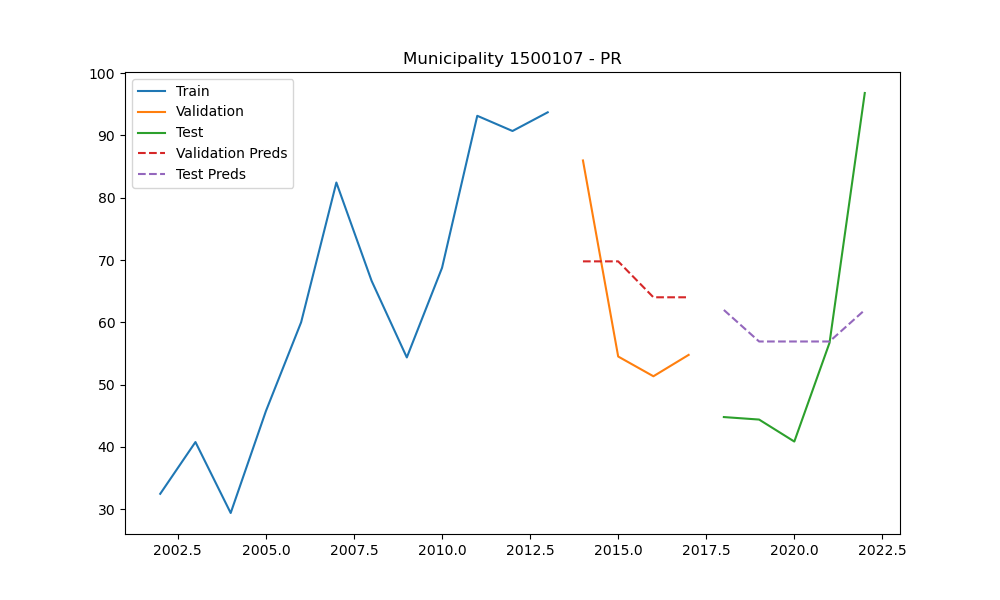 Municipality 1500107 - PR
Train
Validation
Test
Validation Preds
Test Preds
100
90
80
70
60
50
40
30
2002.5 2005.0 2007.5 2010.0 2012.5 2015.0 2017.5 2020.0 2022.5